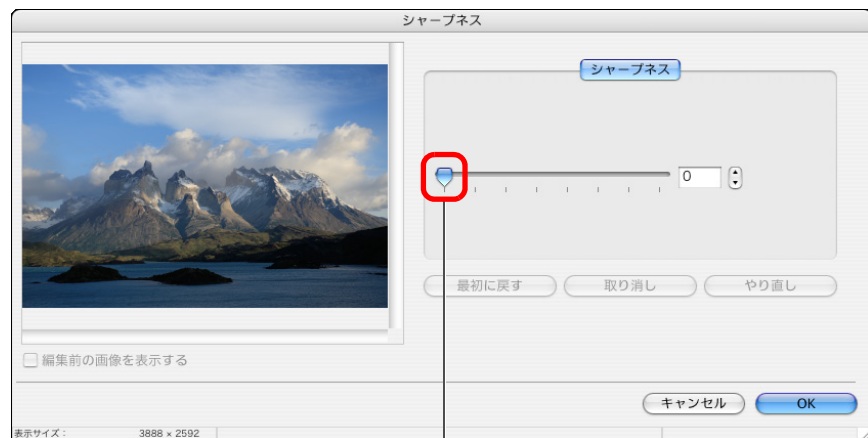 シャープネス
シャープネス
0
最初に戻す 取り消し やり直し
編集前の画像を表示する
キャンセル OK
表示サイズ： 3888 × 2592